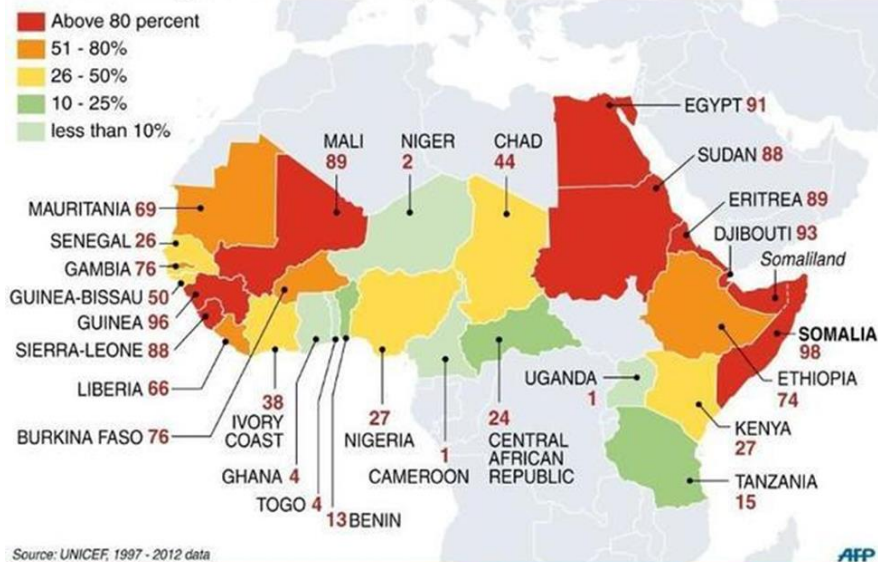 Above 80 percent
51 - 80%
26 - 50%
10 - 25%
less than 10%
MALI
89
NIGER
2
CHAD
44
EGYPT 91
SUDAN 88
ERITREA 89
DJIBOUTI 93
Somaliland
SOMALIA
98
ETHIOPIA
74
KENYA
27
TANZANIA
15
UGANDA
1
MAURITANIA 69
SENEGAL 26
GAMBIA 76
GUINEA-BISSAU 50
GUINEA 96
SIERRA-LEONE 88
LIBERIA 66
BURKINA FASO 76
38
IVORY
COAST
GHANA 4
TOGO 4
13 BENIN
27
NIGERIA
1
CAMEROON
24
CENTRAL
AFRICAN
REPUBLIC
Source: UNICEF, 1997 - 2012 data
AFP